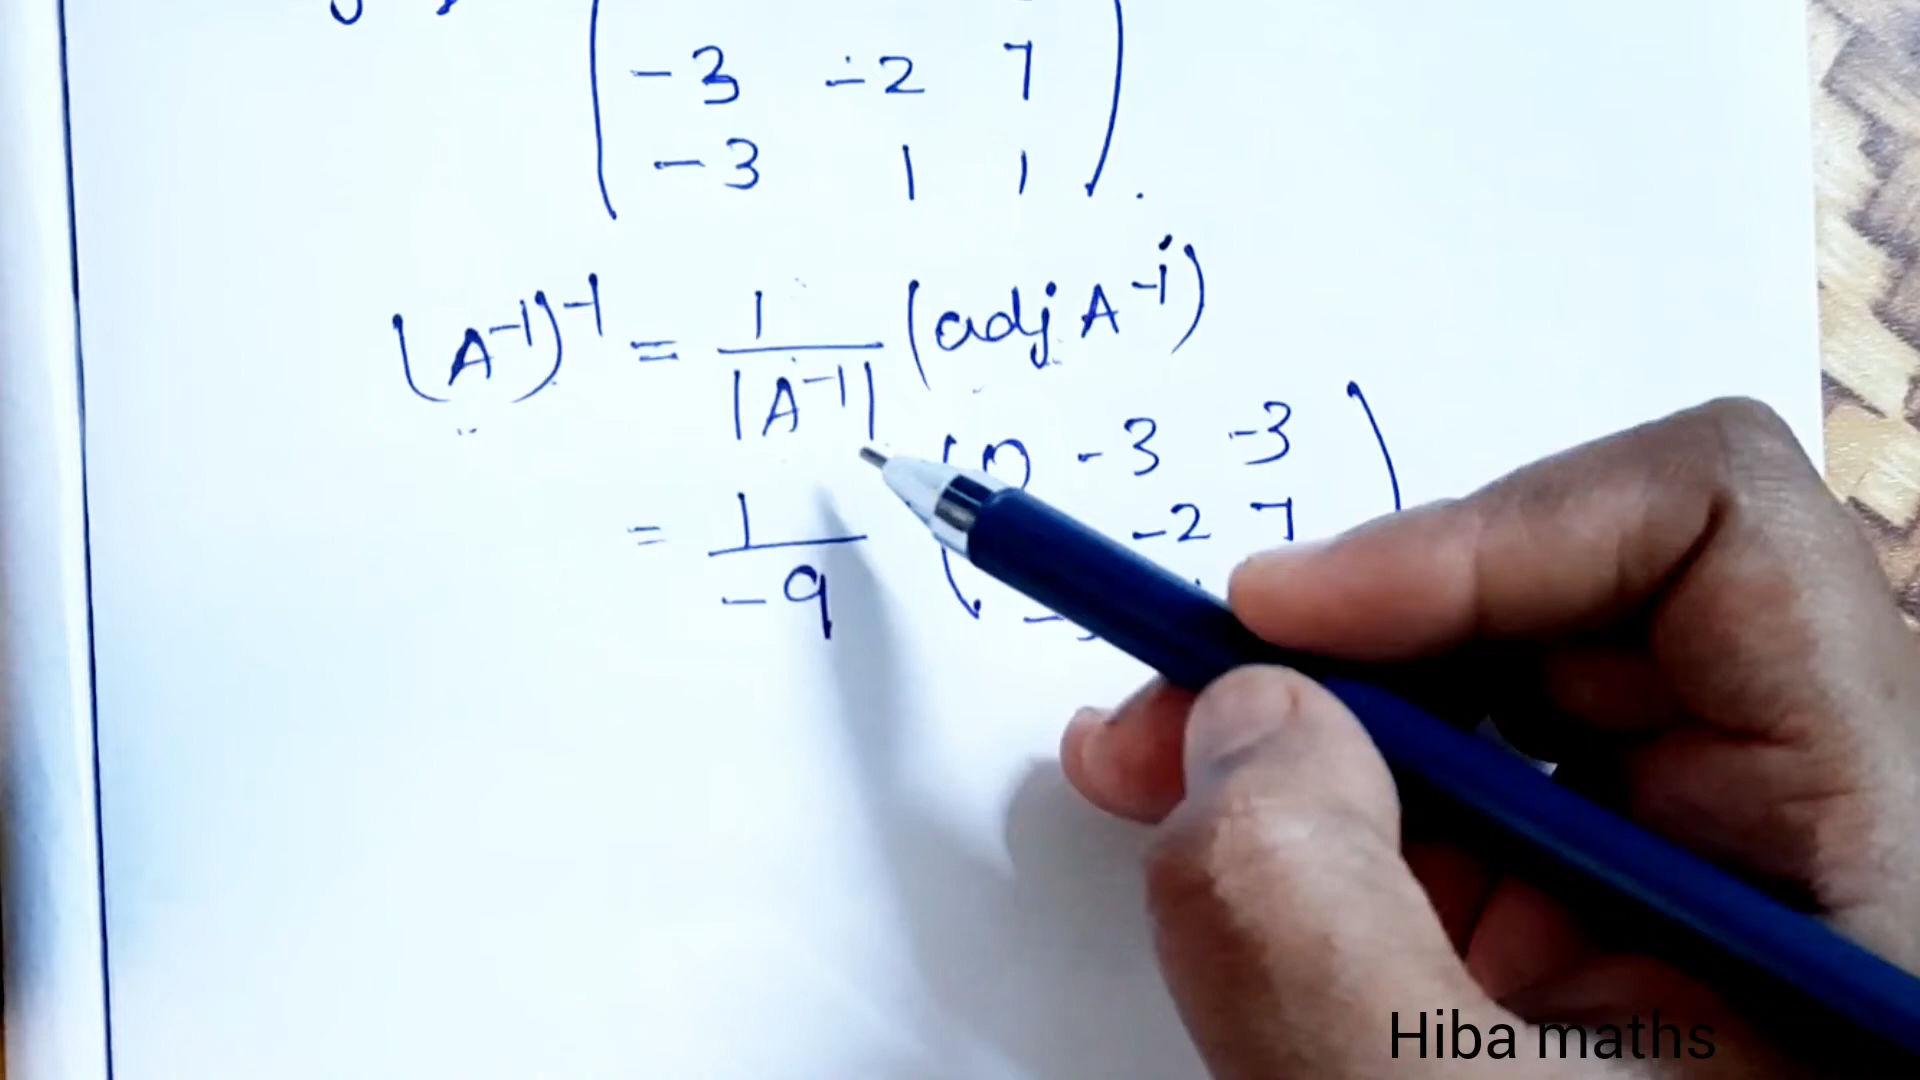 -3 -2 7
-3 1 1 .
(A⁻¹)⁻¹ = 1/|A⁻¹| (adj A⁻¹)
= 1/-9 (0 -3 -3
-2 7
Hiba maths